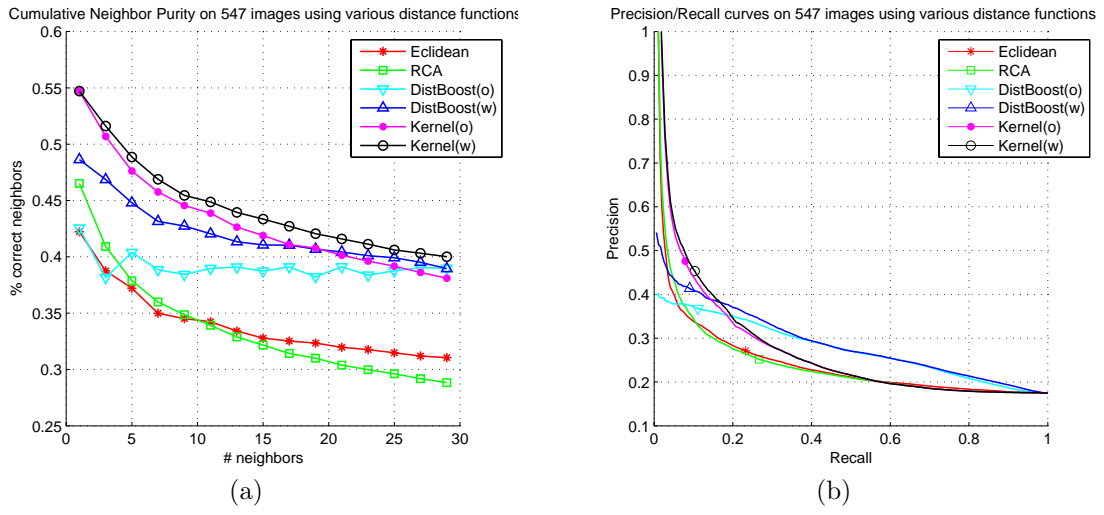 Cumulative Neighbor Purity on 547 images using various distance functions
0.6
0.55
0.5
0.45
0.4
0.35
0.3
0.25
% correct neighbors
Eclidean
RCA
DistBoost(o)
DistBoost(w)
Kernel(o)
Kernel(w)
0 5 10 15 20 25 30
# neighbors
(a)
Precision/Recall curves on 547 images using various distance functions
1
0.9
0.8
0.7
0.6
0.5
0.4
0.3
0.2
0.1
Precision
Eclidean
RCA
DistBoost(o)
DistBoost(w)
Kernel(o)
Kernel(w)
0 0.2 0.4 0.6 0.8 1
Recall
(b)